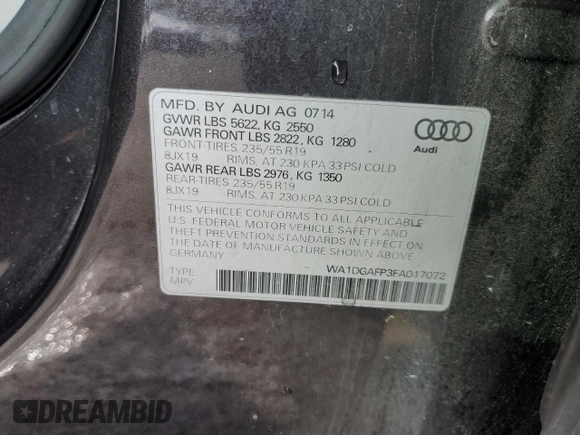 MFD. BY AUDI AG 07 14
GVWR LBS 5622, KG 2550
GAWR FRONT LBS 2822, KG 1280
FRONT-TIRES 235/55 R19
8JX19 RIMS, AT 230 KPA 33 PSI COLD
GAWR REAR LBS 2976, KG 1350
REAR-TIRES 235/55 R19
8JX19 RIMS, AT 230 KPA 33 PSI COLD
THIS VEHICLE CONFORMS TO ALL APPLICABLE
U.S. FEDERAL MOTOR VEHICLE SAFETY AND
THEFT PREVENTION STANDARDS IN EFFECT ON
THE DATE OF MANUFACTURE SHOWN ABOVE
GERMANY
TYPE:
MPV
WA1DGAFP3FA017072
Audi
DREAMBID